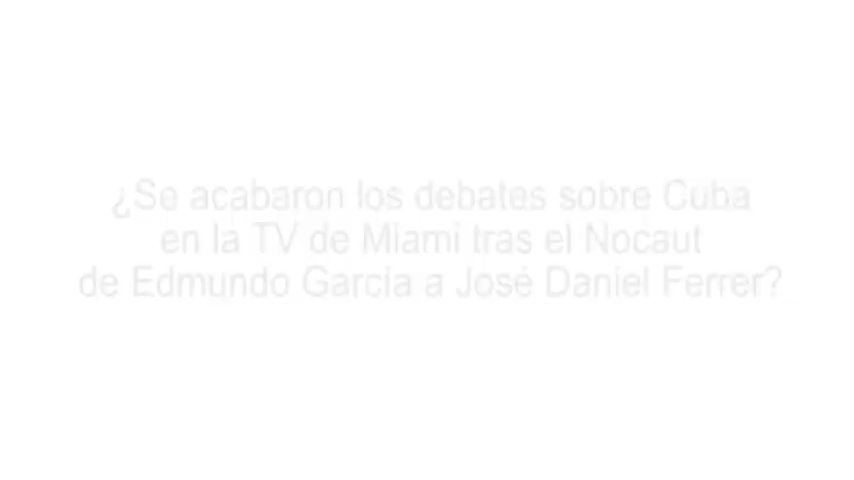 ¿Se acabaron los debates sobre Cuba
en la TV de Miami tras el Nocaut
de Edmundo García a José Daniel Ferrer?